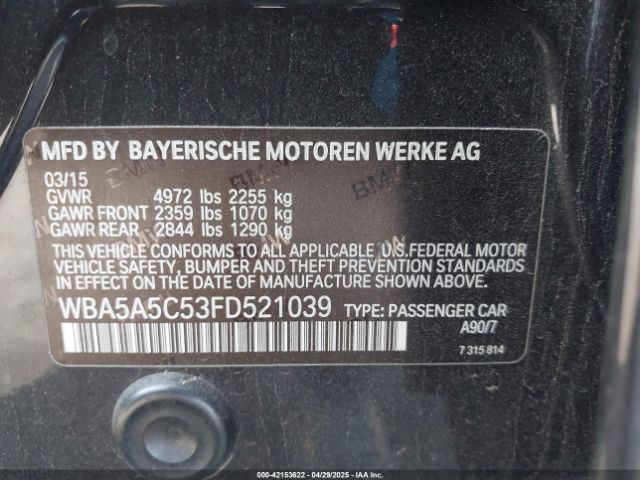 MFD BY BAYERISCHE MOTOREN WERKE AG
03/15
GVWR 4972 lbs 2255 kg
GAWR FRONT 2359 lbs 1070 kg
GAWR REAR 2844 lbs 1290 kg
THIS VEHICLE CONFORMS TO ALL APPLICABLE U.S.FEDERAL MOTOR
VEHICLE SAFETY, BUMPER AND THEFT PREVENTION STANDARDS
IN EFFECT ON THE DATE OF MANUFACTURE SHOWN ABOVE.
WBA5A5C53FD521039 TYPE: PASSENGER CAR
A90/7
7 315 814
000-42153622 | 04/29/2025 - IAA Inc.